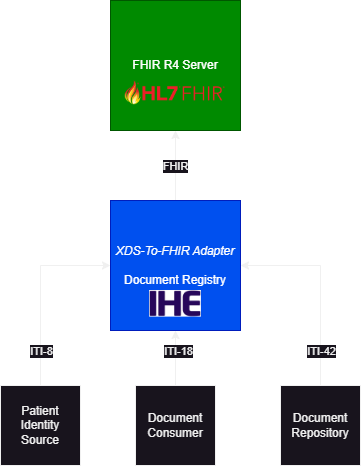 FHIR R4 Server
HL7 FHIR
FHIR
XDS-To-FHIR Adapter
Document Registry
IHE
ITI-8
ITI-18
ITI-42
Patient
Identity
Source
Document
Consumer
Document
Repository